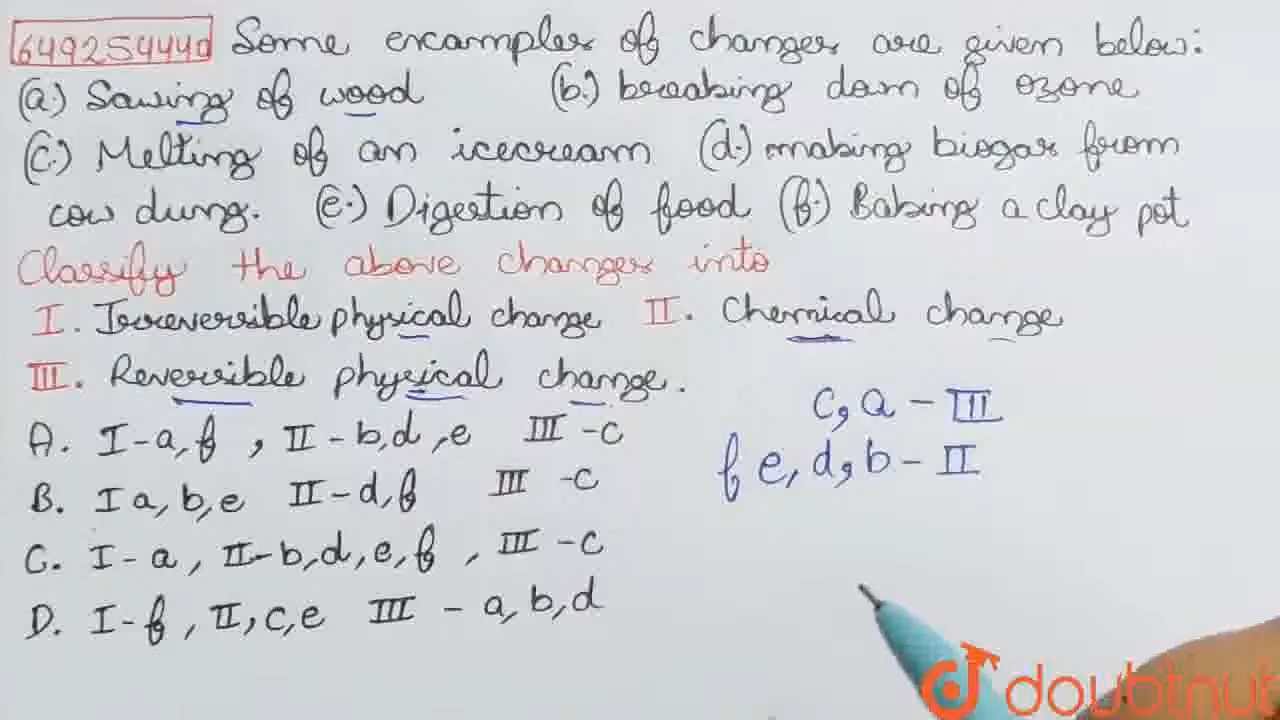 649254440 Some examples of changes are given below:
(a.) Sawing of wood (b.) breaking down of ozone
(c.) Melting of an icecream (d.) making biogas from
cow dung. (e.) Digestion of food (f.) Baking a clay pot
Classify the above changes into
I. Irreversible physical change II. Chemical change
III. Reversible physical change.
c, a - III
A. I - a, f , II - b, d, e III - c
f e, d, b - II
B. I a, b, e II - d, f III - c
C. I - a , II - b, d, e, f , III - c
D. I - f , II, c, e III - a, b, d
doubtnut